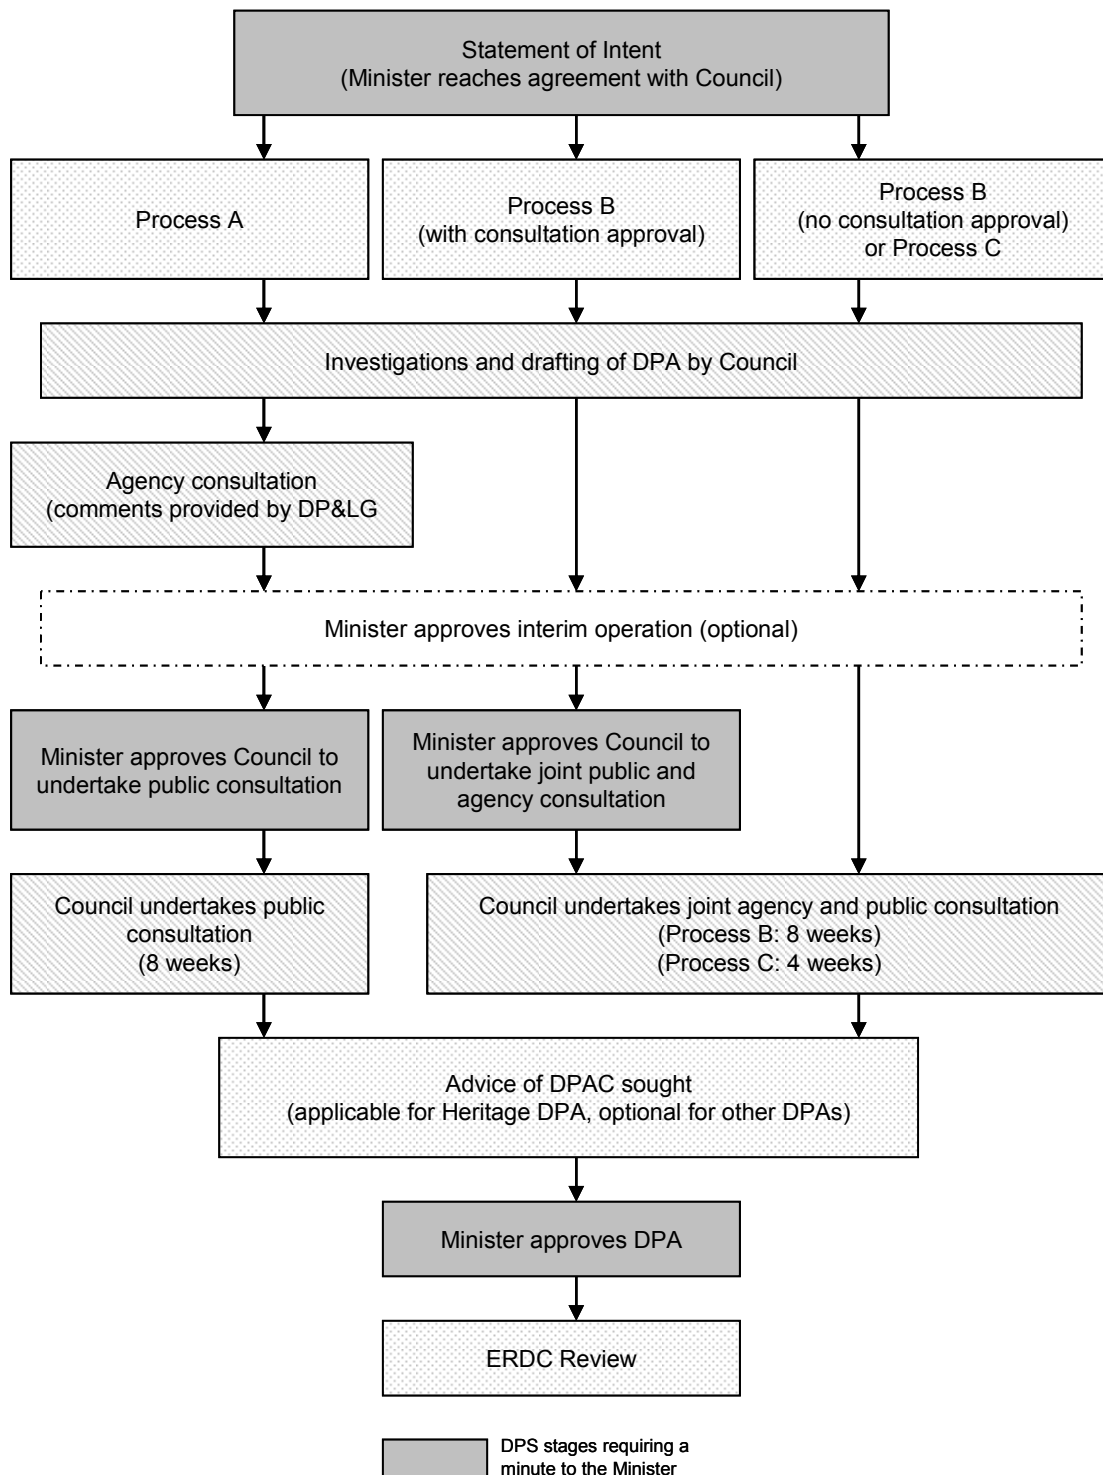 Statement of Intent
(Minister reaches agreement with Council)
Process A
Process B
(with consultation approval)
Process B
(no consultation approval)
or Process C
Investigations and drafting of DPA by Council
Agency consultation
(comments provided by DP&LG
Minister approves interim operation (optional)
Minister approves Council to
undertake public consultation
Minister approves Council to
undertake joint public and
agency consultation
Council undertakes public
consultation
(8 weeks)
Council undertakes joint agency and public consultation
(Process B: 8 weeks)
(Process C: 4 weeks)
Advice of DPAC sought
(applicable for Heritage DPA, optional for other DPAs)
Minister approves DPA
ERDC Review
DPS stages requiring a
minute to the Minister